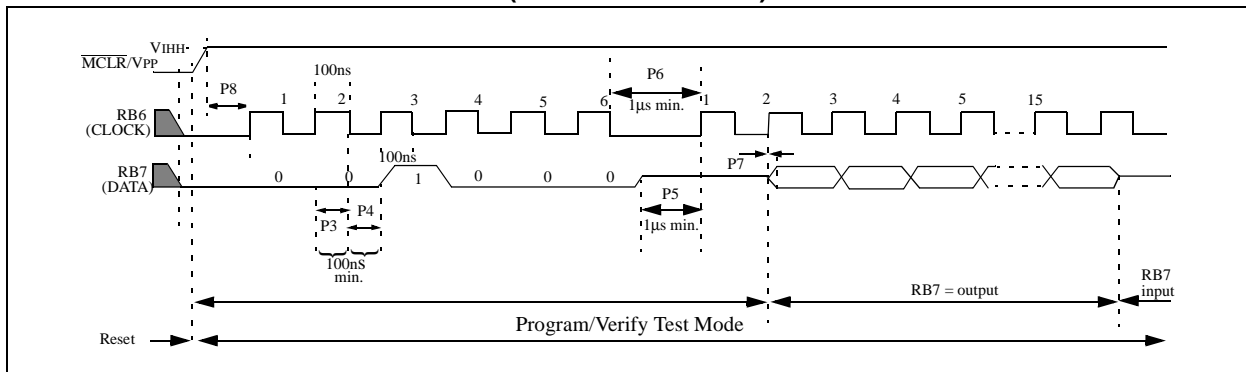 VIHH
MCLR/VPP
100ns
P8
P6
1µs min.
1 2 3 4 5 6 1 2 3 4 5 15
RB6
(CLOCK)
P7
100ns
RB7
(DATA)
0 0 1 0 0 0
P3 P4
P5
1µs min.
100nS
min.
RB7 = output
RB7
input
Program/Verify Test Mode
Reset